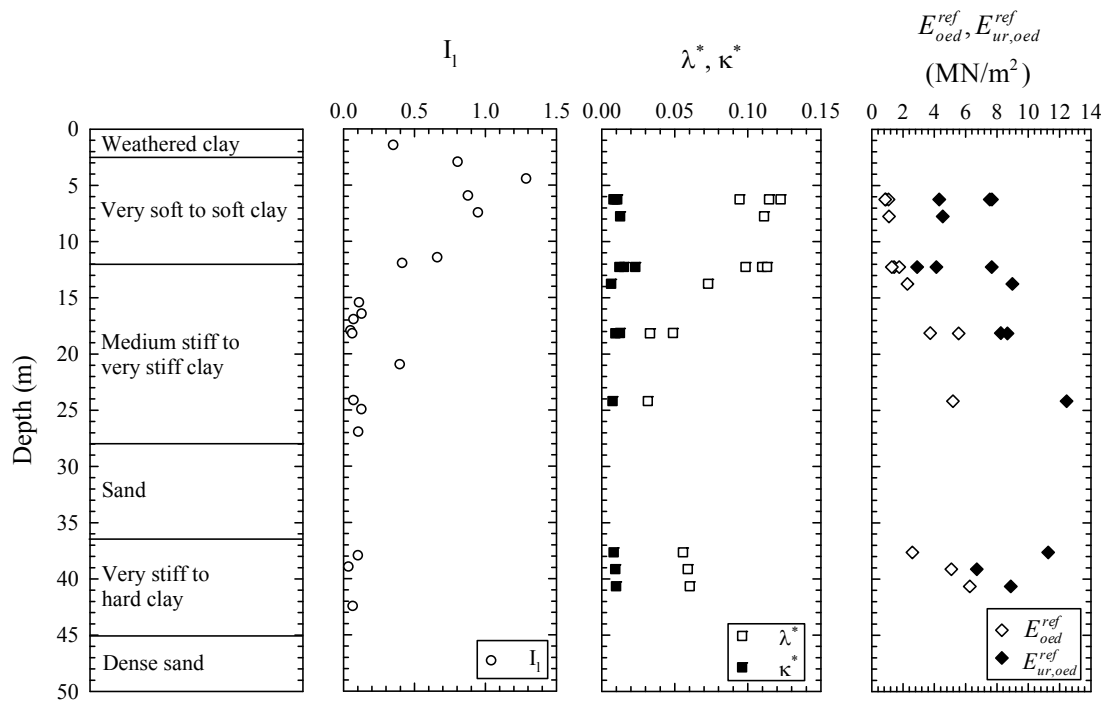 I_l
λ*, κ*
E_oed^ref, E_ur,oed^ref
(MN/m²)
0.0 0.5 1.0 1.5
0.00 0.05 0.10 0.15
0 2 4 6 8 10 12 14
Depth (m)
0
5
10
15
20
25
30
35
40
45
50
Weathered clay
Very soft to soft clay
Medium stiff to
very stiff clay
Sand
Very stiff to
hard clay
Dense sand
I_l
λ*
κ*
E_oed^ref
E_ur,oed^ref